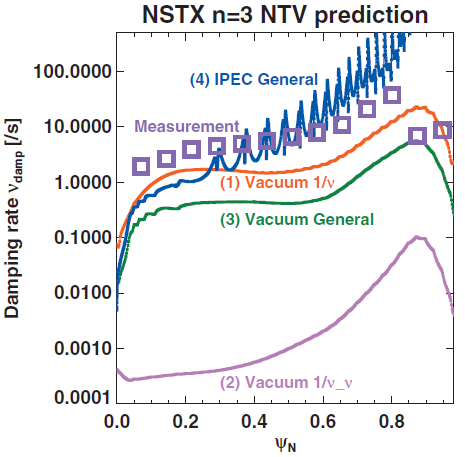 NSTX n=3 NTV prediction
Damping rate νdamp [/s]
100.0000
10.0000
1.0000
0.1000
0.0100
0.0010
0.0001
(4) IPEC General
Measurement
(1) Vacuum 1/ν
(3) Vacuum General
(2) Vacuum 1/ν_ν
0.0 0.2 0.4 0.6 0.8
ψN